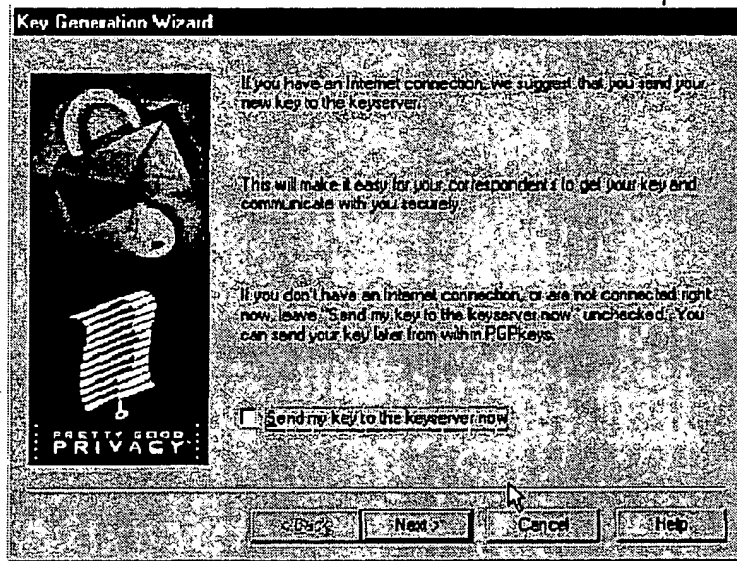 Key Generation Wizard
If you have an Internet connection, we suggest that you send your
new key to the keyserver.
This will make it easy for your correspondents to get your key and
communicate with you securely.
If you don't have an Internet connection, or are not connected right
now, leave "Send my key to the keyserver now" unchecked. You
can send your key later from within PGPkeys.
Send my key to the keyserver now
PRETTY GOOD
PRIVACY
< Back Next > Cancel Help